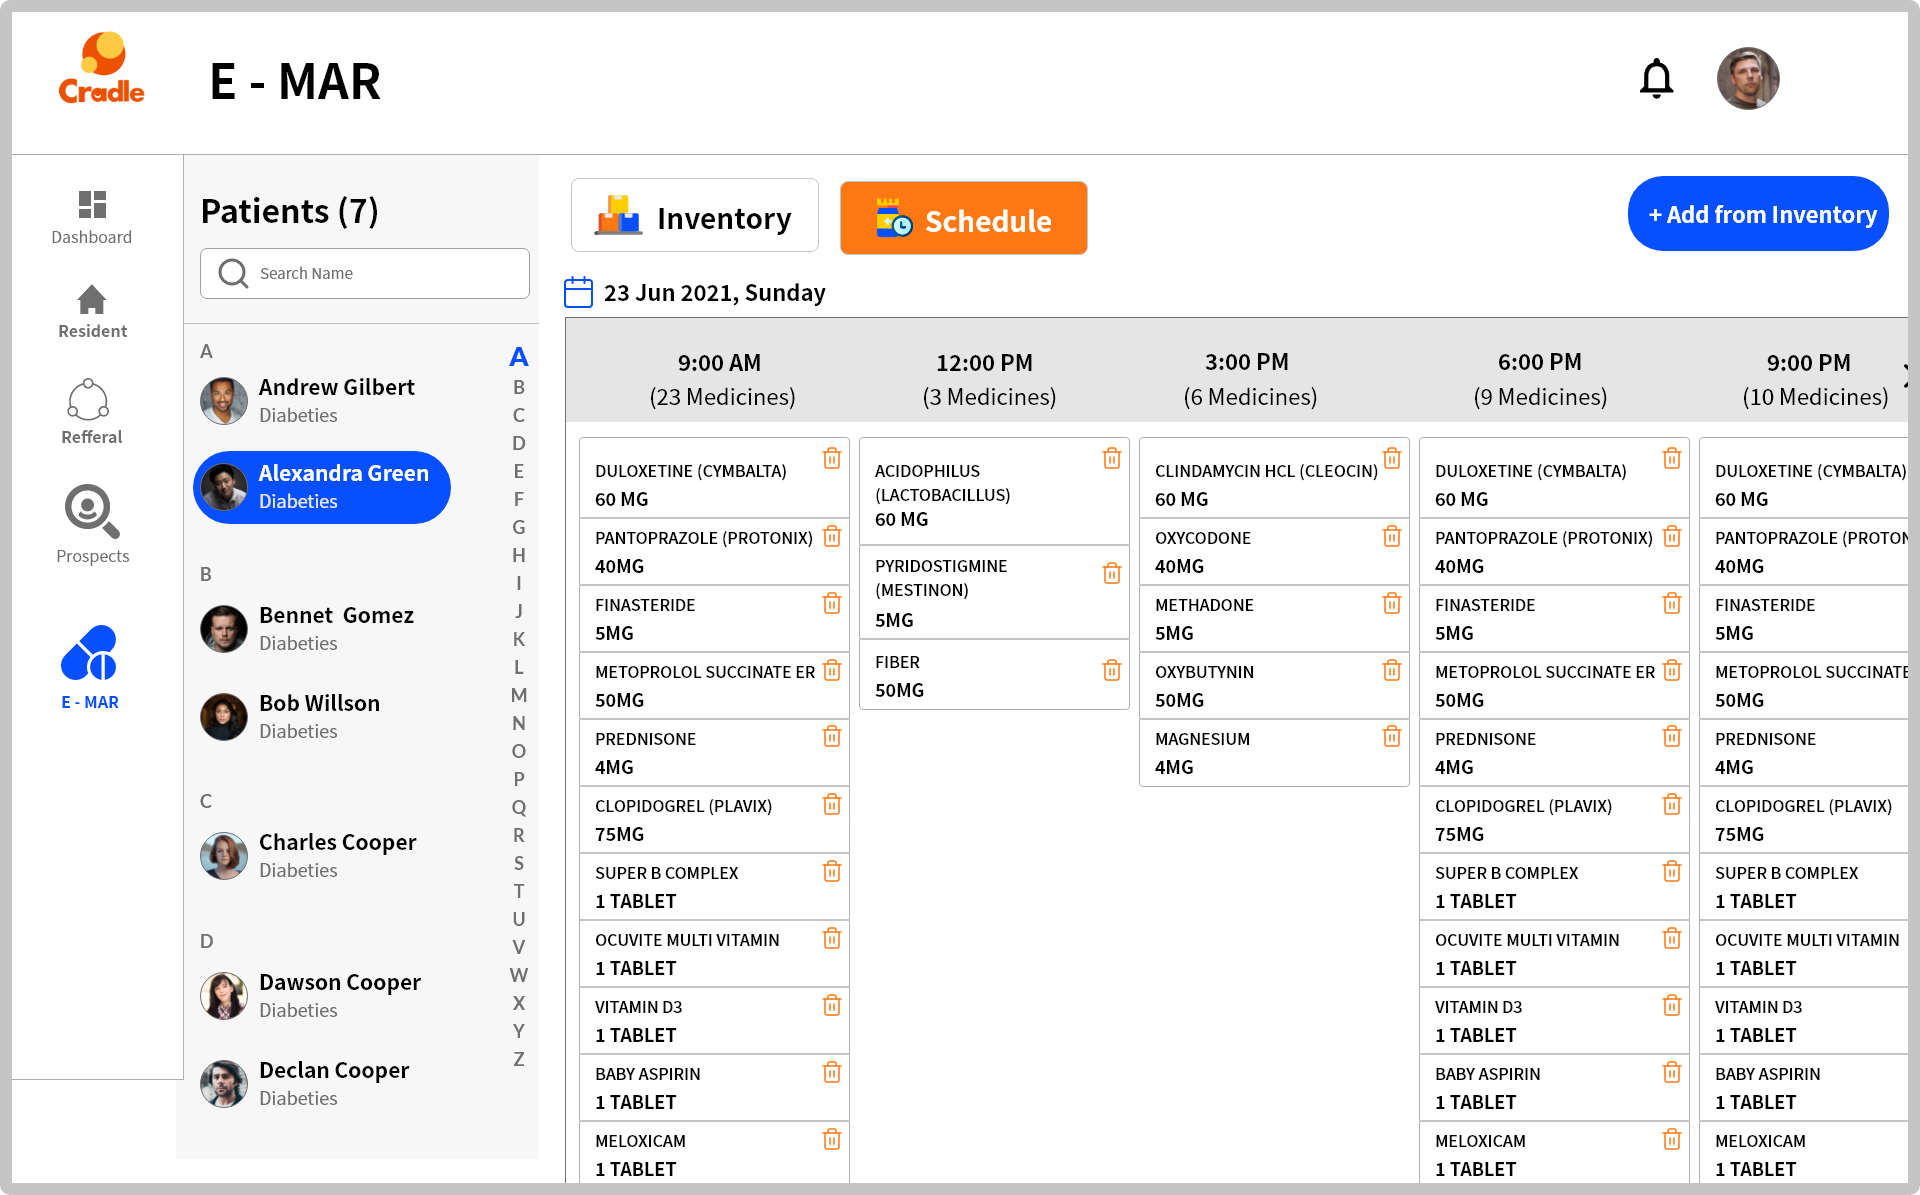 Cradle
E - MAR
Dashboard
Resident
Refferal
Prospects
E - MAR
Patients (7)
Search Name
A
Andrew Gilbert
Diabeties
Alexandra Green
Diabeties
B
Bennet  Gomez
Diabeties
Bob Willson
Diabeties
C
Charles Cooper
Diabeties
D
Dawson Cooper
Diabeties
Declan Cooper
Diabeties
A
B
C
D
E
F
G
H
I
J
K
L
M
N
O
P
Q
R
S
T
U
V
W
X
Y
Z
Inventory
Schedule
+ Add from Inventory
23 Jun 2021, Sunday
9:00 AM
(23 Medicines)
12:00 PM
(3 Medicines)
3:00 PM
(6 Medicines)
6:00 PM
(9 Medicines)
9:00 PM
(10 Medicines)
DULOXETINE (CYMBALTA)
60 MG
PANTOPRAZOLE (PROTONIX)
40MG
FINASTERIDE
5MG
METOPROLOL SUCCINATE ER
50MG
PREDNISONE
4MG
CLOPIDOGREL (PLAVIX)
75MG
SUPER B COMPLEX
1 TABLET
OCUVITE MULTI VITAMIN
1 TABLET
VITAMIN D3
1 TABLET
BABY ASPIRIN
1 TABLET
MELOXICAM
1 TABLET
ACIDOPHILUS
(LACTOBACILLUS)
60 MG
PYRIDOSTIGMINE
(MESTINON)
5MG
FIBER
50MG
CLINDAMYCIN HCL (CLEOCIN)
60 MG
OXYCODONE
40MG
METHADONE
5MG
OXYBUTYNIN
50MG
MAGNESIUM
4MG
DULOXETINE (CYMBALTA)
60 MG
PANTOPRAZOLE (PROTONIX)
40MG
FINASTERIDE
5MG
METOPROLOL SUCCINATE ER
50MG
PREDNISONE
4MG
CLOPIDOGREL (PLAVIX)
75MG
SUPER B COMPLEX
1 TABLET
OCUVITE MULTI VITAMIN
1 TABLET
VITAMIN D3
1 TABLET
BABY ASPIRIN
1 TABLET
MELOXICAM
1 TABLET
DULOXETINE (CYMBALTA)
60 MG
PANTOPRAZOLE (PROTON
40MG
FINASTERIDE
5MG
METOPROLOL SUCCINATE
50MG
PREDNISONE
4MG
CLOPIDOGREL (PLAVIX)
75MG
SUPER B COMPLEX
1 TABLET
OCUVITE MULTI VITAMIN
1 TABLET
VITAMIN D3
1 TABLET
BABY ASPIRIN
1 TABLET
MELOXICAM
1 TABLET